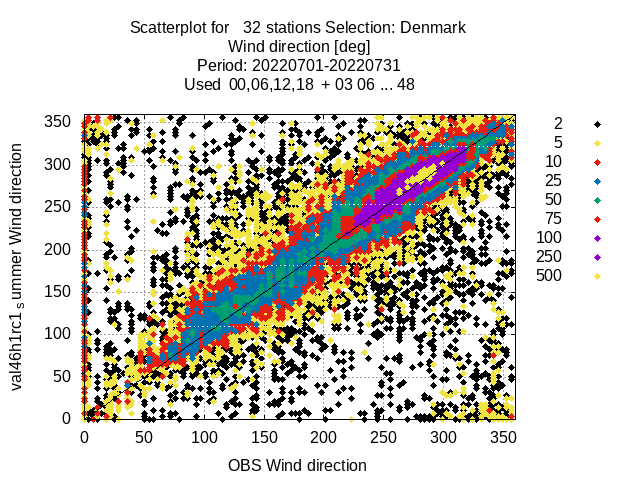 Scatterplot for 32 stations Selection: Denmark
Wind direction [deg]
Period: 20220701-20220731
Used 00,06,12,18 + 03 06 ... 48
val46h1rc1 s ummer Wind direction
350
300
250
200
150
100
50
0
0 50 100 150 200 250 300 350
OBS Wind direction
2
5
10
25
50
75
100
250
500